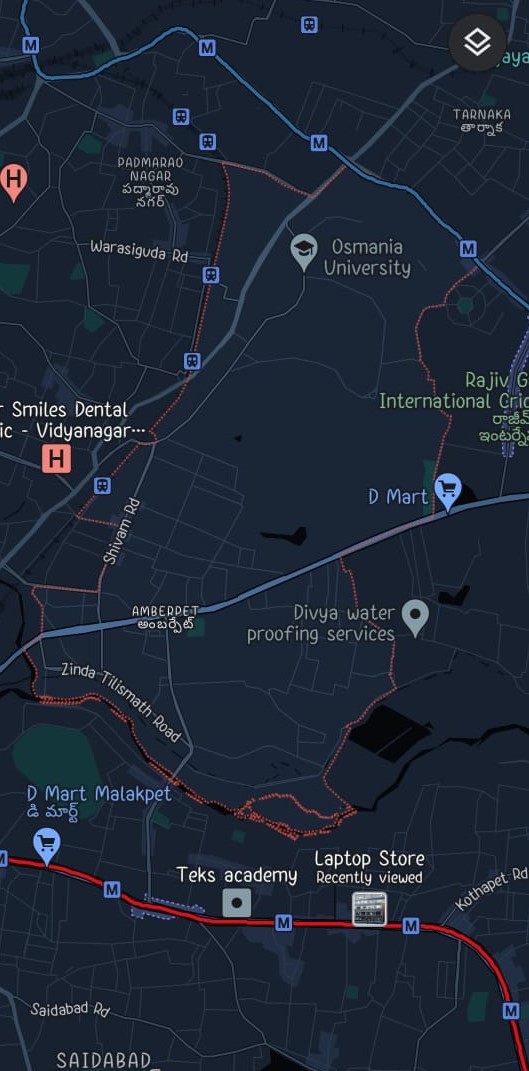 TARNAKA
తార్నాక
PADMARAO
NAGAR
పద్మారావు
నగర్
H
Warasiguda Rd
Osmania
University
Rajiv G
International Cric
రాజీవ్
Smiles Dental
ic - Vidyanagar...
H
D Mart
Shivam Rd
AMBERPET
అంబర్పేట్
Divya water
proofing services
Zinda Tilismath Road
D Mart Malakpet
డి మార్ట్
Teks academy
Laptop Store
Recently viewed
Kothapet Rd
Saidabad Rd
SAIDABAD
M
M
M
M
M
M
M
M
M